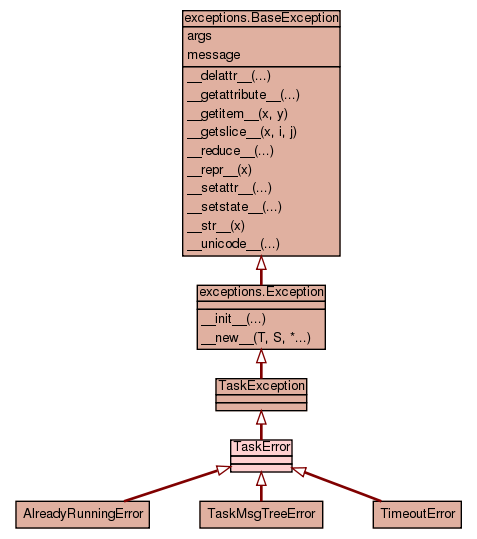 exceptions.BaseException
args
message
__delattr__(...)
__getattribute__(...)
__getitem__(x, y)
__getslice__(x, i, j)
__reduce__(...)
__repr__(x)
__setattr__(...)
__setstate__(...)
__str__(x)
__unicode__(...)
exceptions.Exception
__init__(...)
__new__(T, S, *...)
TaskException
TaskError
AlreadyRunningError
TaskMsgTreeError
TimeoutError